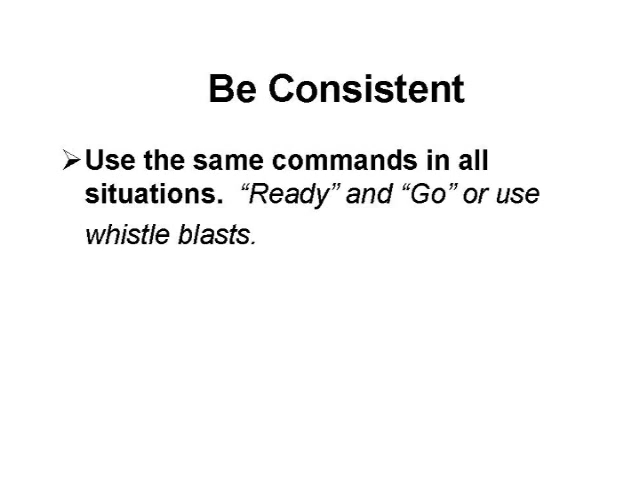 Be Consistent
➢Use the same commands in all
situations.  “Ready” and “Go” or use
whistle blasts.